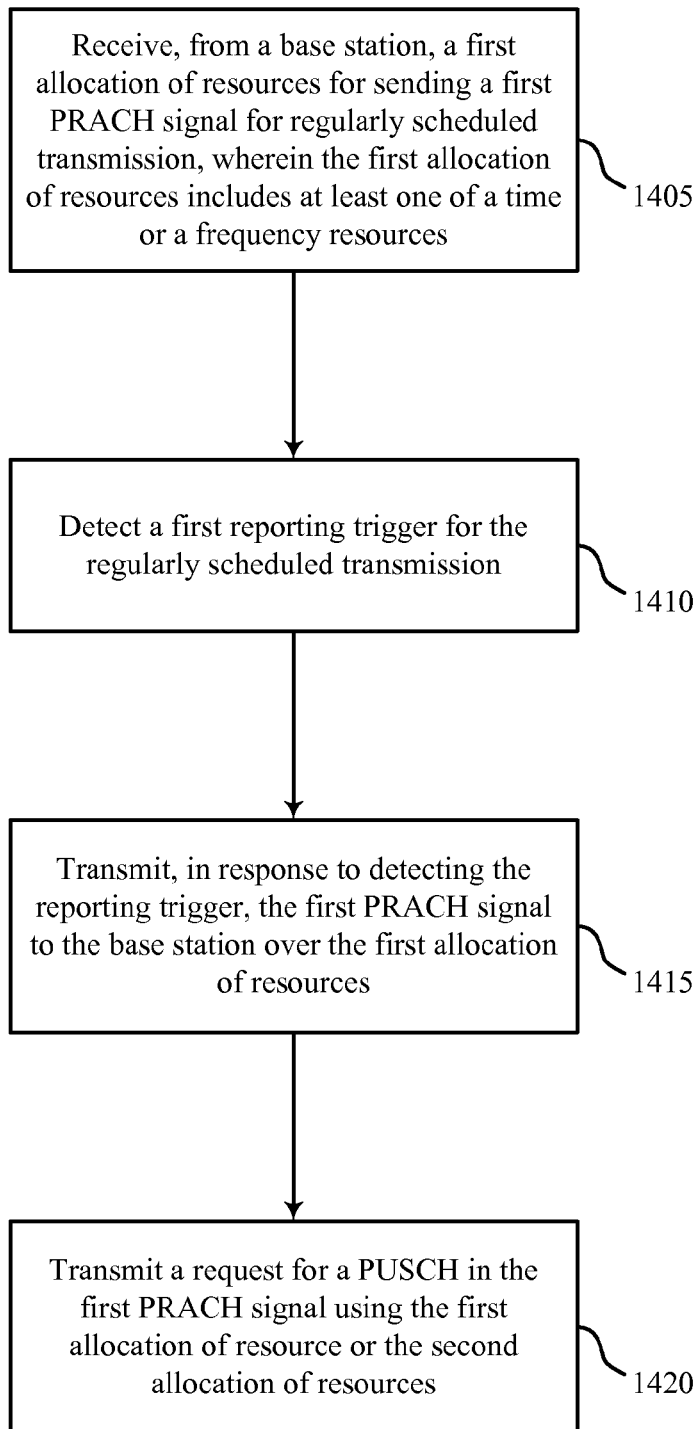 Receive, from a base station, a first
allocation of resources for sending a first
PRACH signal for regularly scheduled
transmission, wherein the first allocation
of resources includes at least one of a time
or a frequency resources
1405
Detect a first reporting trigger for the
regularly scheduled transmission
1410
Transmit, in response to detecting the
reporting trigger, the first PRACH signal
to the base station over the first allocation
of resources
1415
Transmit a request for a PUSCH in the
first PRACH signal using the first
allocation of resource or the second
allocation of resources
1420